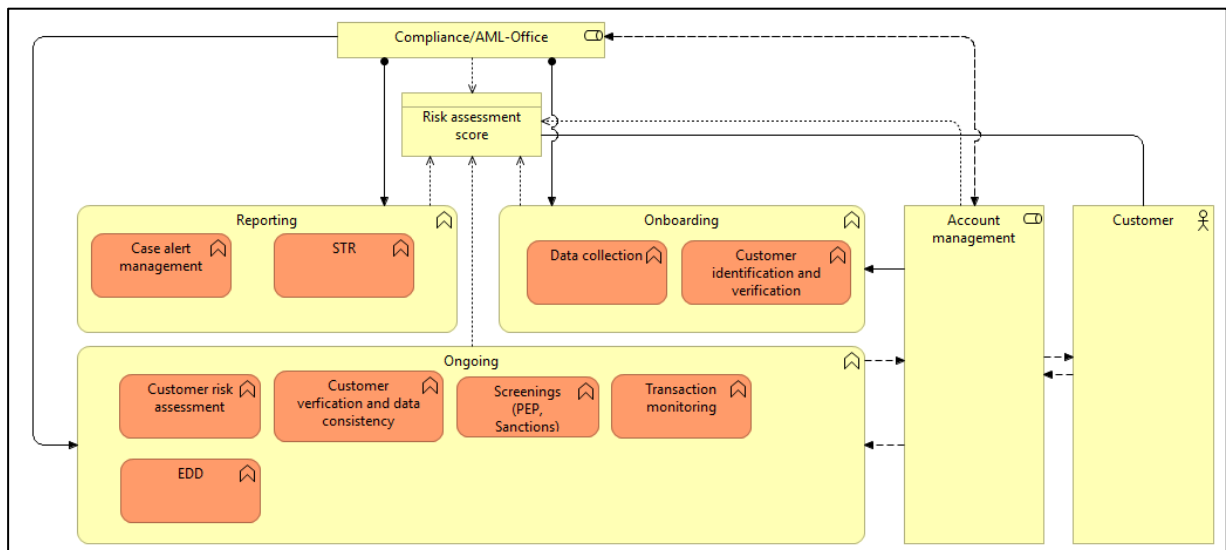 Compliance/AML-Office
Risk assessment
score
Reporting
Case alert
management
STR
Onboarding
Data collection
Customer
identification and
verification
Account
management
Customer
Ongoing
Customer risk
assessment
Customer
verfication and data
consistency
Screenings
(PEP,
Sanctions)
Transaction
monitoring
EDD